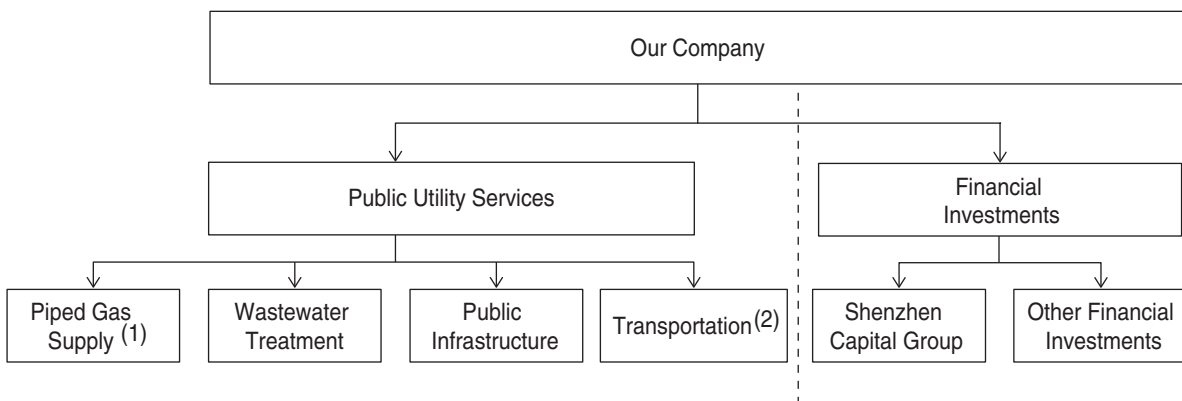 Our Company
Public Utility Services
Financial
Investments
Piped Gas
Supply (1)
Wastewater
Treatment
Public
Infrastructure
Transportation(2)
Shenzhen
Capital Group
Other Financial
Investments